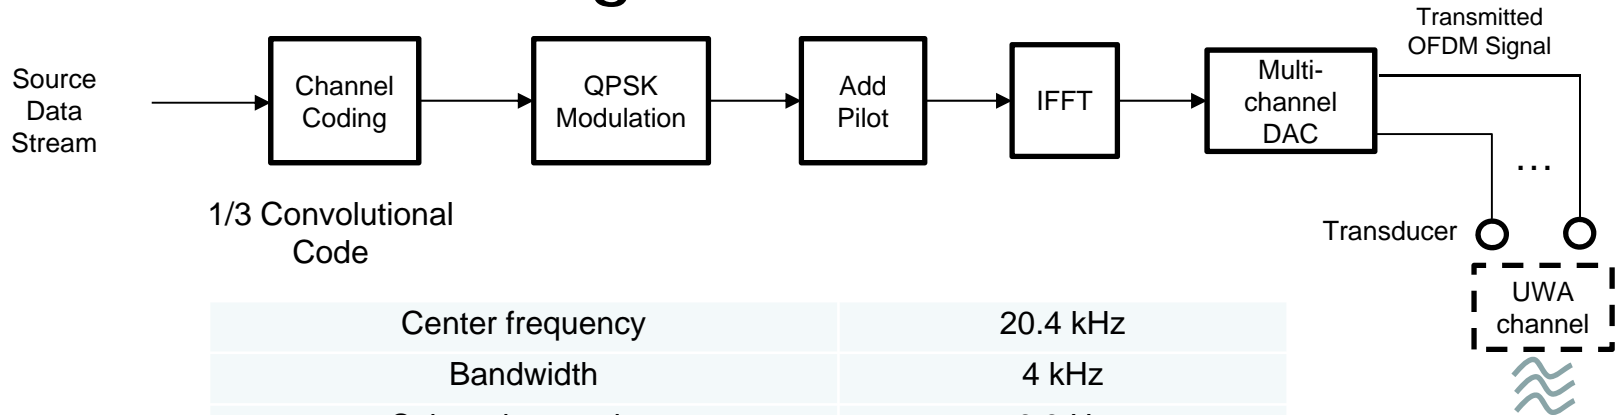 Transmitted
OFDM Signal
Source
Data
Stream
Channel
Coding
QPSK
Modulation
Add
Pilot
IFFT
Multi-
channel
DAC
...
1/3 Convolutional
Code
Transducer
UWA
channel
Center frequency 20.4 kHz
Bandwidth 4 kHz